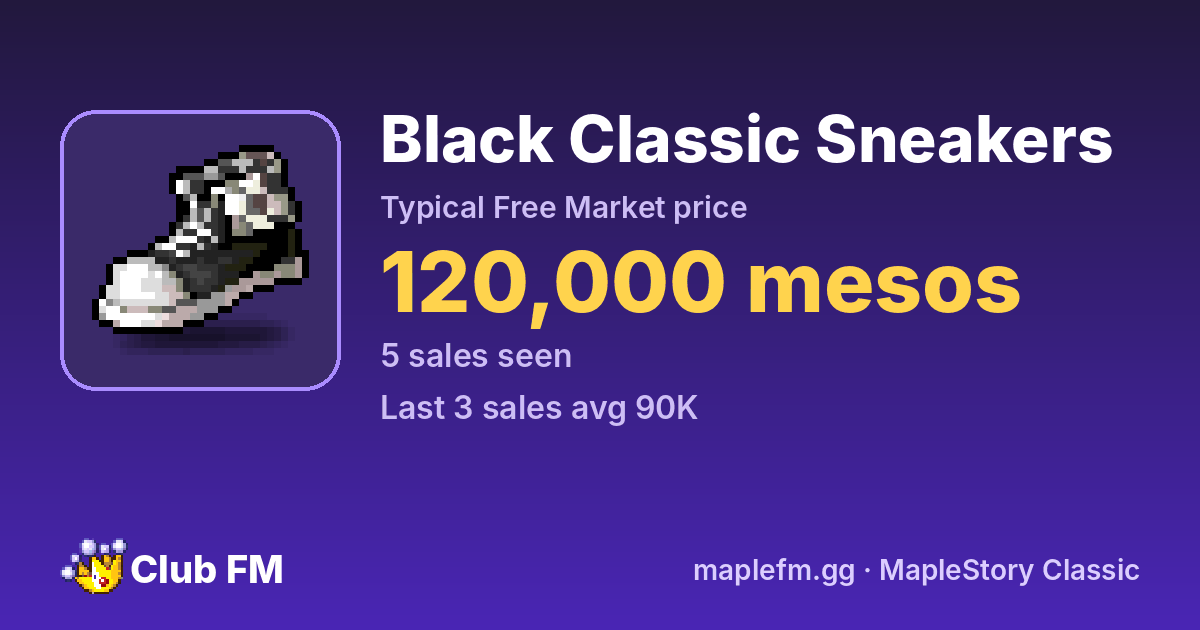 Black Classic Sneakers
Typical Free Market price
120,000 mesos
5 sales seen
Last 3 sales avg 90K
Club FM
maplefm.gg · MapleStory Classic